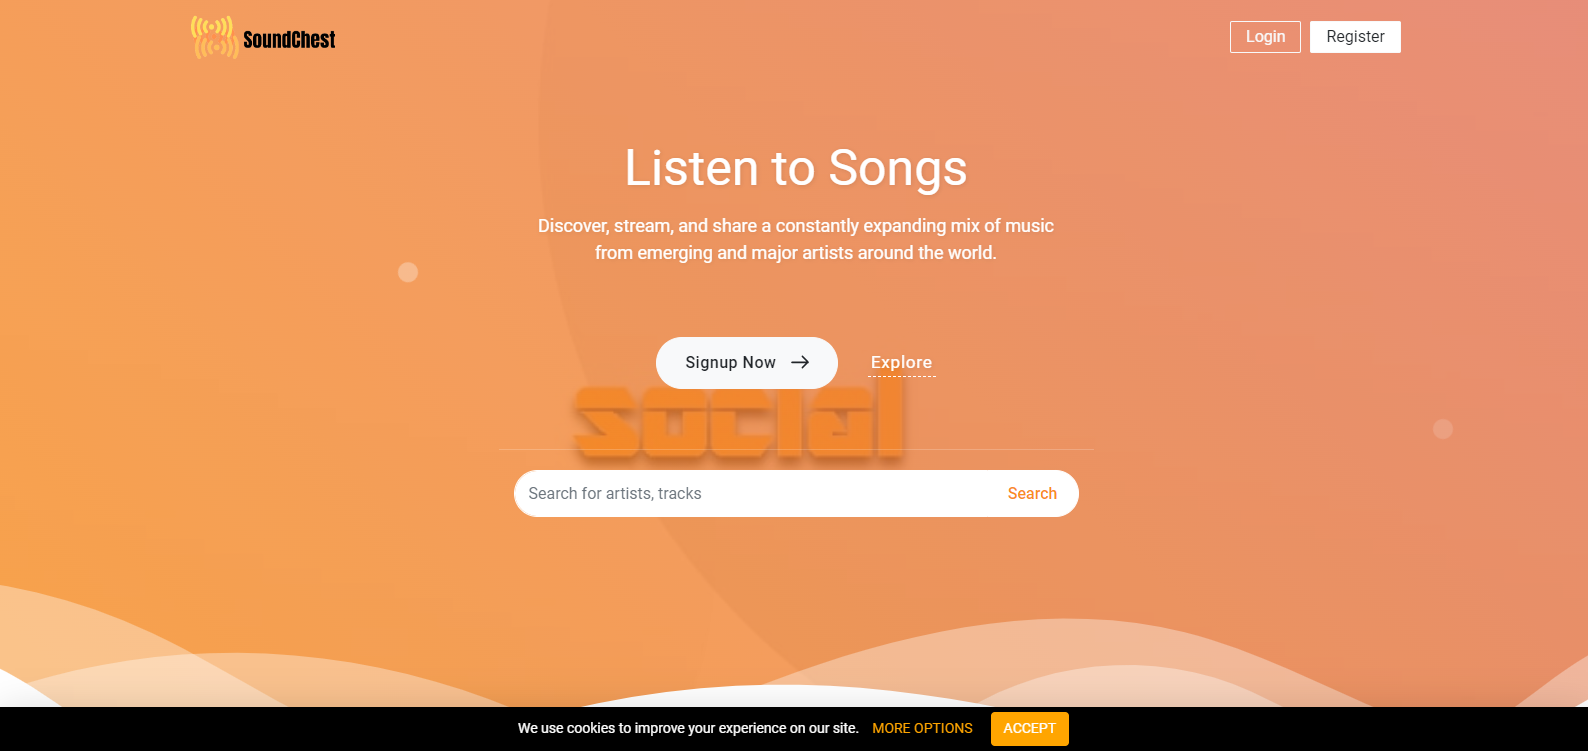 SoundChest
Login
Register
Listen to Songs
Discover, stream, and share a constantly expanding mix of music
from emerging and major artists around the world.
Signup Now
Explore
social
Search for artists, tracks
Search
We use cookies to improve your experience on our site.
MORE OPTIONS
ACCEPT